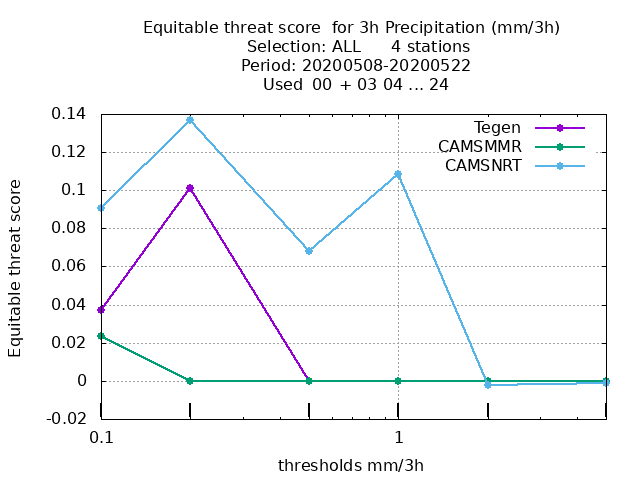 Equitable threat score  for 3h Precipitation (mm/3h)
Selection: ALL      4 stations
Period: 20200508-20200522
Used  00 + 03 04 ... 24
0.14
0.12
0.1
0.08
0.06
0.04
0.02
0
-0.02
Equitable threat score
Tegen
CAMSMMR
CAMSNRT
0.1
1
thresholds mm/3h